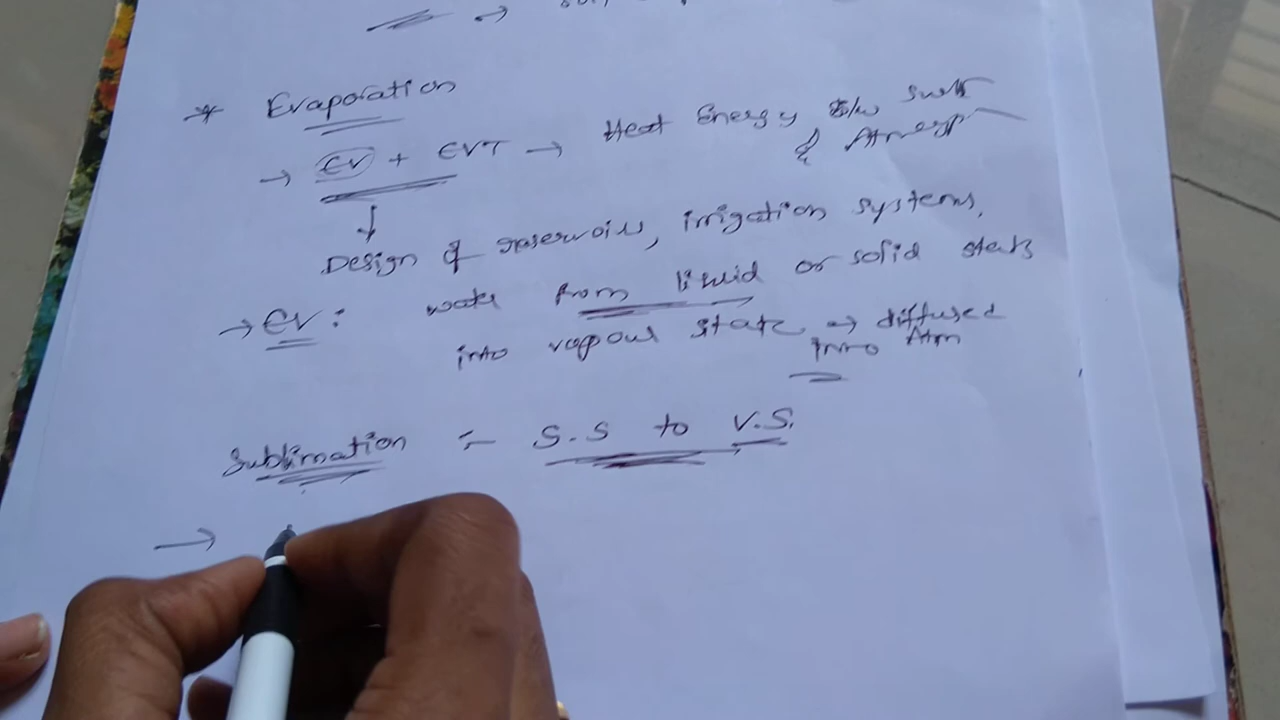 * Evaporation
→ EV + EVT → Heat Energy b/w
& Atmosp
Design of reservoirs, irrigation systems,
→ EV : water from liquid or solid state
into vapour state → diffused
into Atm
Sublimation :- S.S to V.S.
→